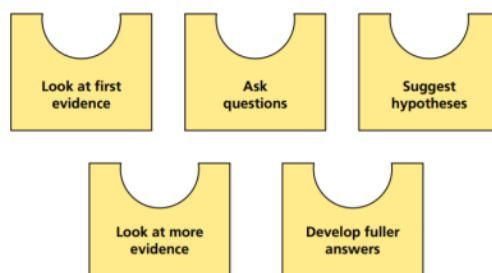 Look at first
evidence
Ask
questions
Suggest
hypotheses
Look at more
evidence
Develop fuller
answers